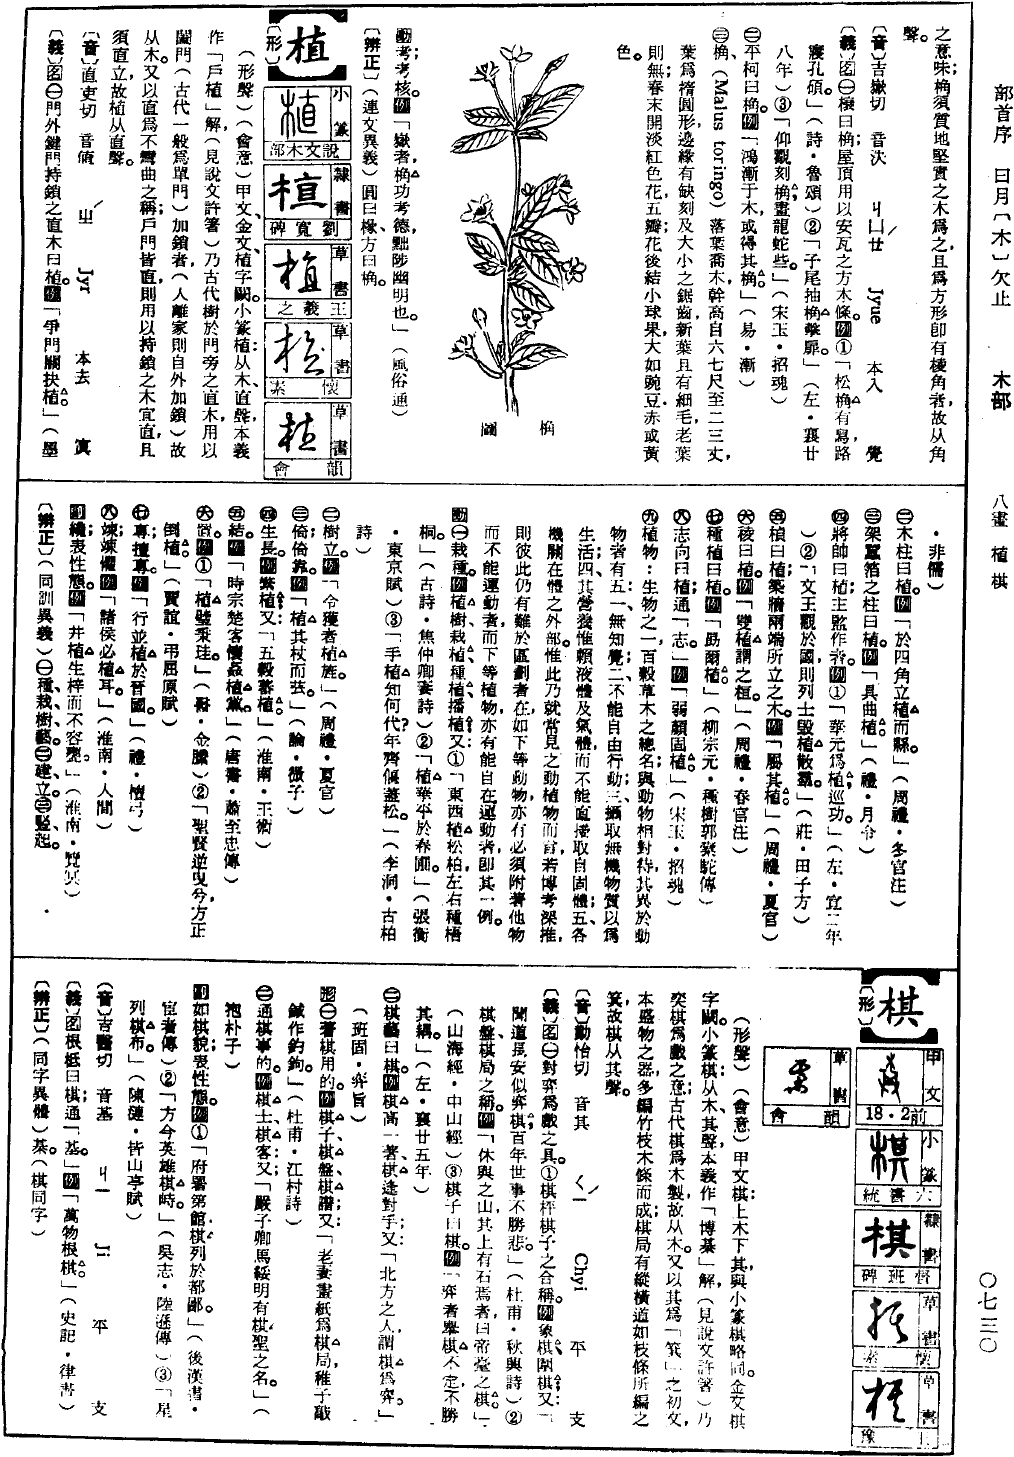 部首序 日月〔木〕欠止 木部 八畫 植棋 〇七三〇
之意味桷須質地堅實之木爲之且爲方形卽有稜角者故从角
聲。
〔音〕吉嶽切 音決 ㄐㄩㄝ Jyue 本入 覺
〔義〕名㊀榱曰桷屋頂用以安瓦之方木條。例①「松桷有舃路
寢孔碩」(詩・魯頌)②「子尾抽桷擊扉。」(左・襄廿
八年)③「仰觀刻桷畫龍蛇些。」(宋玉・招魂)
㊁平柯曰桷。例「鴻漸于木,或得其桷。」(易・漸)
㊂桷(Malus toringo)落葉喬木幹高自六七尺至二三丈,
葉爲橢圓形邊緣有缺刻及大小之鋸齒新葉且有細毛老葉
則無春末開淡紅色花五瓣花後結小球果大如豌豆赤或黃
色。
桷圖
動考;考核。例「嶽者桷功考德,黜陟幽明也。」(風俗通)
〔辨正〕(連文異義)圓曰椽、方曰桷。
植
〔形〕
小篆 說文木部
隸書 劉寬碑
草書 王羲之
草書 懷素
草書 韻會
(形聲)(會意)甲文、金文、植字闕。小篆植:从木、直聲,本義
作「戶植」解,(見說文許箸)乃古代樹於門旁之直木,用以
闔門(古代一般爲單門)加鎖者,(人離家則自外加鎖)故
从木。又以直爲不彎曲之稱;戶門皆直,則用以持鎖之木宜直,且
須直立,故植从直聲。
〔音〕直吏切 音値 ㄓ Jyr 本去 寘
〔義〕名㊀門外鍵門持鎖之直木曰植。例「爭門關抉植。」(墨
・非儒)
㊁木柱曰植。例「於四角立植而縣。」(周禮・冬官注)
㊂架蠶箔之柱曰植。例「具曲植。」(禮・月令)
㊃將帥曰植;主監作者。例①「華元爲植,巡功。」(左・宣二年
)②「文王觀於國,則列士毀植散羣。」(莊・田子方)
㊄楨曰植;築牆兩端所立之木。例「屬其植。」(周禮・夏官)
㊅稜曰植。例「雙植謂之桓。」(周禮・春官注)
㊆種植曰植。例「勗爾植。」(柳宗元・種樹郭橐駝傳)
㊇志向曰植;通「志。」例「弱顏固植。」(宋玉・招魂)
㊈植物:生物之一,百穀草木之總名與動物相對待,其異於動
物者有五:一、無知覺;二、不能自由行動;三、攝取無機物質以爲
生活;四、其營養惟賴液體及氣體而不能直接取自固體;五、各
機關在體之外部。惟此乃就常見之動植物而言,若博考深推,
則彼此仍有難於區劃者,在如下等動物,亦有必須附著他物
而不能運動者,而下等植物,亦有能自在運動者,卽其一例。
動㊀栽種。例植樹、栽植、種植、播植;又:①「東西植松柏,左右種梧
桐。」(古詩・焦仲卿妻詩)②「植華平於春圃。」(張衡
・東京賦)③「手植知何代?年齊偃蓋松。」(李洞・古柏
詩)
㊁樹立。例「令獲者植旌。」(周禮・夏官)
㊂倚;倚靠。例「植其杖而芸。」(論・微子)
㊃生長。例繁植;又:「五穀蕃植。」(淮南・主術)
㊄結。例「時宗楚客懷姦植黨。」(唐書・蕭至忠傳)
㊅置。例①「植璧秉珪。」(書・金縢)②「聖賢逆曳兮,方正
倒植。」(賈誼・弔屈原賦)
㊆專;擅;專。例「行並植於晉國。」(禮・檀弓)
㊇竦;竦懼。例「諸侯必植耳。」(淮南・人間)
副纔;表性態。例「井植生梓而不容甕。」(淮南・覽冥)
〔辨正〕(同訓異義)㊀種、栽、樹、藝。㊁建、立。㊂豎、起。
棋
〔形〕
甲文 前2・18
小篆 六書統
隸書 督班碑
草書 懷素
草書 王豫
草書 韻會
(形聲)(會意)甲文棋:上木下其,與小篆棋略同。金文棋
字闕。小篆棋:从木、其聲,本義作「博棊」解,(見說文許箸)乃
突棋爲戲之意;古代棋爲木製,故从木。又以其爲「箕」之初文,
本盛物之器,多編竹枝木條而成;棋局有縱橫道如枝條所編之
箕,故棋从其聲。
〔音〕勤怡切 音其 ㄑㄧˊ Chyi 平 支
〔義〕名㊀對弈爲戲之具。①棋枰棋子之合稱。例象棋、圍棋;又:「
聞道長安似弈棋,百年世事不勝悲。」(杜甫・秋興詩)②
棋盤;棋局之稱。例「休與之山,其上有石焉者曰帝臺之棋。」
(山海經・中山經)③棋子曰棋。例「弈者舉棋不定,不勝
其耦。」(左・襄廿五年)
㊁棋藝曰棋。例棋高一著、棋逢對手;又:「北方之人,謂棋爲弈。」
(班固・弈旨)
形㊀著棋用的。例棋子、棋盤、棋譜;又:「老妻畫紙爲棋局,稚子敲
鍼作釣鉤。」(杜甫・江村詩)
㊁通棋事的。例棋士、棋客;又:「嚴子卿馬綏明有棋聖之名。」(
抱朴子)
副如棋貌;表性態。例①「府署第館,棋列於都鄙。」(後漢書・
宦者傳)②「方今英雄棋跱。」(吳志・陸遜傳)③「星
列棋布。」(陳漣・皆山亭賦)
〔音〕吉醫切 音基 ㄐㄧ Ji 平 支
〔義〕名根柢曰棋;通「基。」例「萬物根棋。」(史記・律書)
〔辨正〕(同字異體)棊。(棋同字)